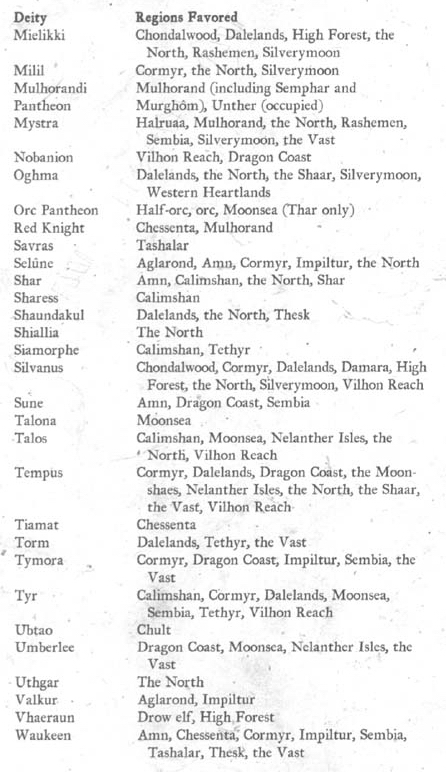 Deity Regions Favored
Mielikki Chondalwood, Dalelands, High Forest, the
North, Rashemen, Silverymoon
Milil Cormyr, the North, Silverymoon
Mulhorandi Mulhorand (including Semphar and
Pantheon Murghôm), Unther (occupied)
Mystra Halruaa, Mulhorand, the North, Rashemen,
Sembia, Silverymoon, the Vast
Nobanion Vilhon Reach, Dragon Coast
Oghma Dalelands, the North, the Shaar, Silverymoon,
Western Heartlands
Orc Pantheon Half-orc, orc, Moonsea (Thar only)
Red Knight Chessenta, Mulhorand
Savras Tashalar
Selûne Aglarond, Amn, Cormyr, Impiltur, the North
Shar Amn, Calimshan, the North, Shar
Sharess Calimshan
Shaundakul Dalelands, the North, Thesk
Shiallia The North
Siamorphe Calimshan, Tethyr
Silvanus Chondalwood, Cormyr, Dalelands, Damara, High
Forest, the North, Silverymoon, Vilhon Reach
Sune Amn, Dragon Coast, Sembia
Talona Moonsea
Talos Calimshan, Moonsea, Nelanther Isles, the
North, Vilhon Reach
Tempus Cormyr, Dalelands, Dragon Coast, the Moon-
shaes, Nelanther Isles, the North, the Shaar,
the Vast, Vilhon Reach
Tiamat Chessenta
Torm Dalelands, Tethyr, the Vast
Tymora Cormyr, Dragon Coast, Impiltur, Sembia, the
Vast
Tyr Calimshan, Cormyr, Dalelands, Moonsea,
Sembia, Tethyr, Vilhon Reach
Ubtao Chult
Umberlee Dragon Coast, Moonsea, Nelanther Isles, the
Vast
Uthgar The North
Valkur Aglarond, Impiltur
Vhaeraun Drow elf, High Forest
Waukeen Amn, Chessenta, Cormyr, Impiltur, Sembia,
Tashalar, Thesk, the Vast